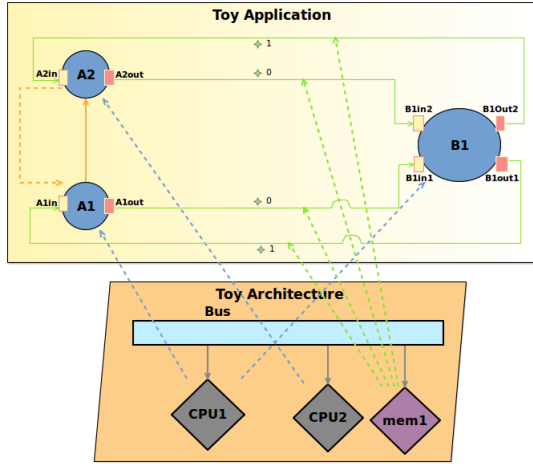 Toy Application
1
A2in
A2
A2out
0
B1in2
B1Out2
B1
B1in1
B1out1
A1in
A1
A1out
0
1
Toy Architecture
Bus
CPU1
CPU2
mem1